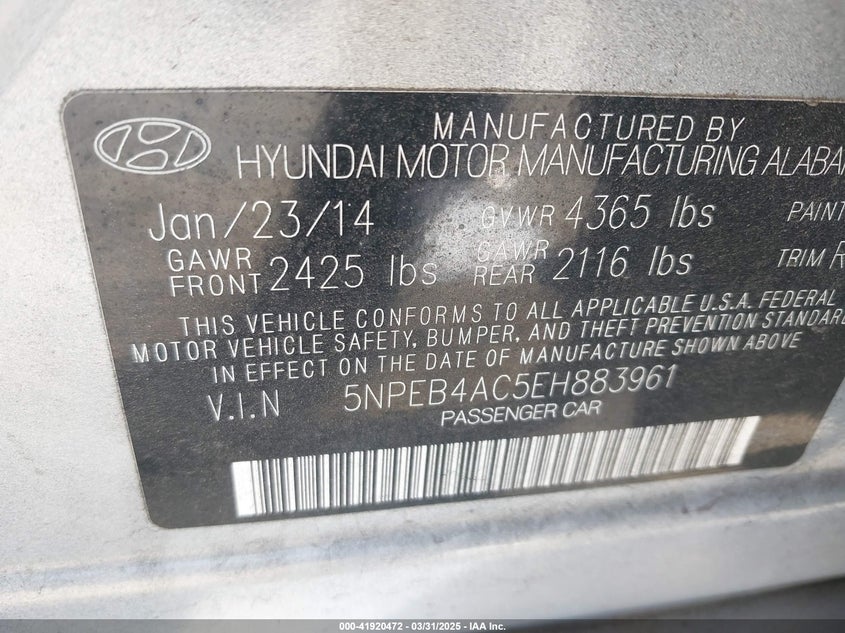 MANUFACTURED BY
HYUNDAI MOTOR MANUFACTURING
Jan/23/14 GVWR 4365 lbs PAINT
GAWR FRONT 2425 lbs GAWR REAR 2116 lbs TRIM
THIS VEHICLE CONFORMS TO ALL APPLICABLE U.S.A. FEDERAL
MOTOR VEHICLE SAFETY, BUMPER, AND THEFT PREVENTION STANDARD
IN EFFECT ON THE DATE OF MANUFACTURE SHOWN ABOVE
V.I.N 5NPEB4AC5EH883961
PASSENGER CAR
000-41920472 — 03/31/2025 — IAA Inc.